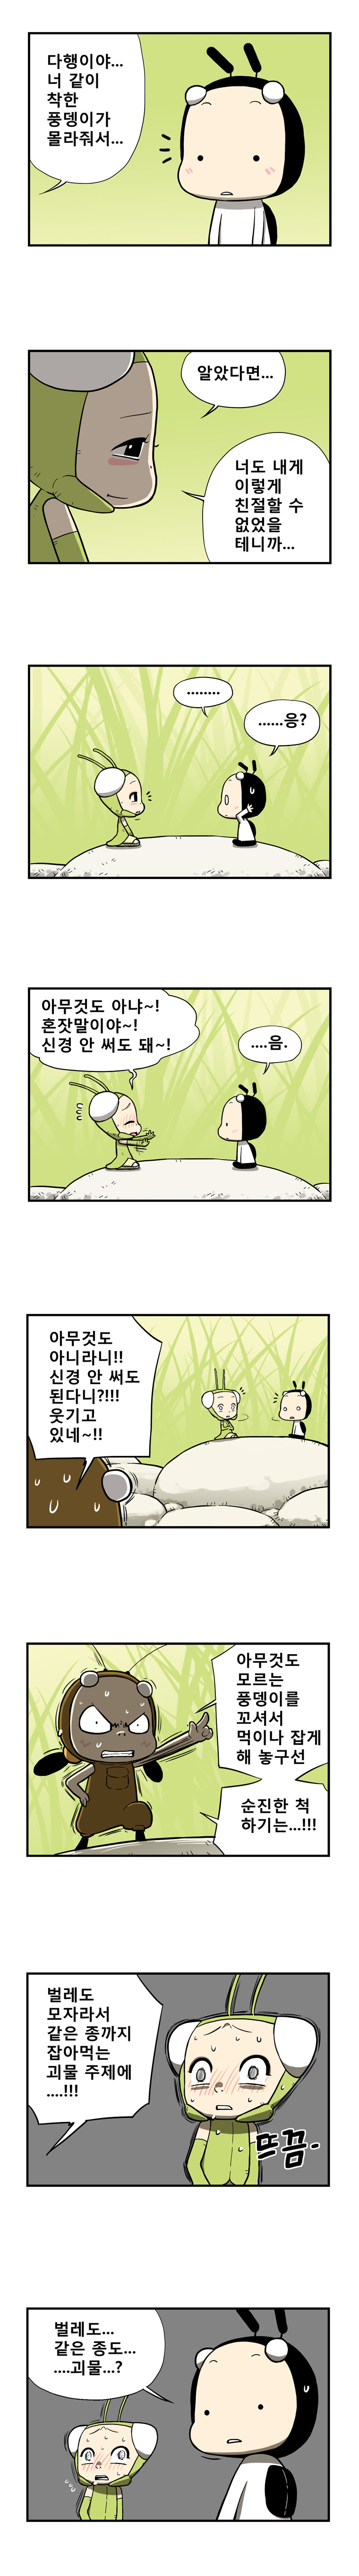 다행이야...
너 같이
착한
풍뎅이가
몰라줘서...
알았다면...
너도 내게
이렇게
친절할 수
없었을
테니까...
........
......응?
아무것도 아냐~!
혼잣말이야~!
신경 안 써도 돼~!
....음.
아무것도
아니라니!!
신경 안 써도
된다니?!!!
웃기고
있네~!!
아무것도
모르는
풍뎅이를
꼬셔서
먹이나 잡게
해 놓구선
순진한 척
하기는...!!!
벌레도
모자라서
같은 종까지
잡아먹는
괴물 주제에
....!!!
뜨끔-
벌레도...
같은 종도...
....괴물...?